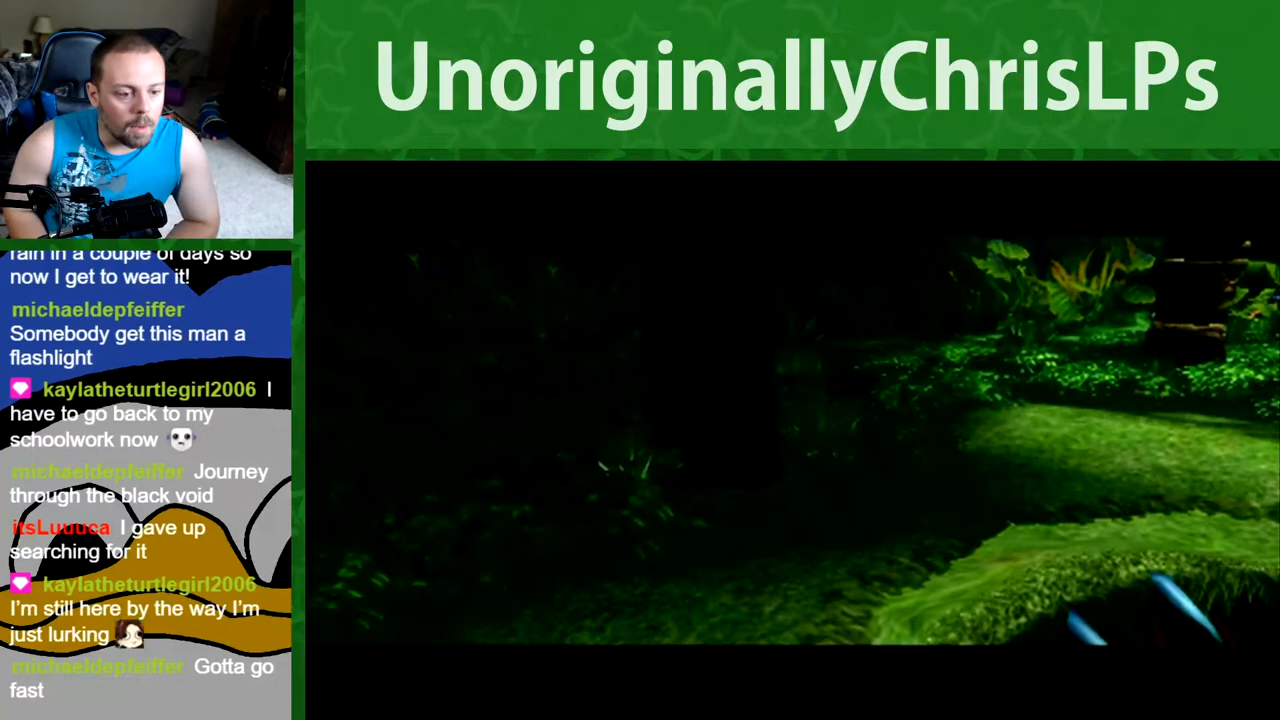 UnoriginallyChrisLPs
rain in a couple of days so
now I get to wear it!
michaeldepfeiffer
Somebody get this man a
flashlight
kaylatheturtlegirl2006 I
have to go back to my
schoolwork now
michaeldepfeiffer Journey
through the black void
itsLuuuca I gave up
searching for it
kaylatheturtlegirl2006
I'm still here by the way I'm
just lurking
michaeldepfeiffer Gotta go
fast